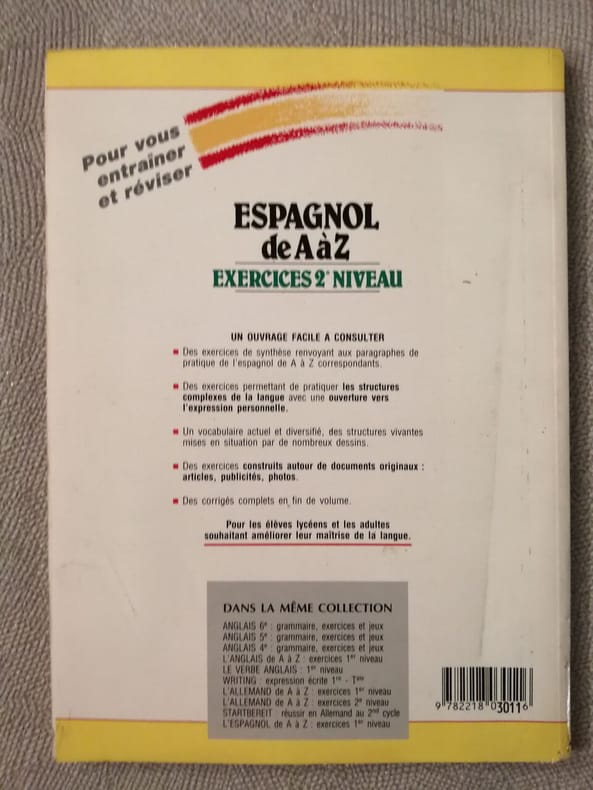 Pour vous
entraîner
et réviser
ESPAGNOL
de A à Z
EXERCICES 2e NIVEAU
UN OUVRAGE FACILE A CONSULTER
Des exercices de synthèse renvoyant aux paragraphes de
pratique de l'espagnol de A à Z correspondants.
Des exercices permettant de pratiquer les structures
complexes de la langue avec une ouverture vers
l'expression personnelle.
Un vocabulaire actuel et diversifié, des structures vivantes
mises en situation par de nombreux dessins.
Des exercices construits autour de documents originaux :
articles, publicités, photos.
Des corrigés complets en fin de volume.
Pour les élèves lycéens et les adultes
souhaitant améliorer leur maîtrise de la langue.
DANS LA MÊME COLLECTION
ANGLAIS 6e : grammaire, exercices et jeux
ANGLAIS 5e : grammaire, exercices et jeux
ANGLAIS 4e : grammaire, exercices et jeux
L'ANGLAIS de A à Z : exercices 1er niveau
LE VERBE ANGLAIS : 1er niveau
WRITING : expression écrite 1re - Tle
L'ALLEMAND de A à Z : exercices 1er niveau
L'ALLEMAND de A à Z : exercices 2e niveau
STARTBEREIT : réussir en Allemand au 2nd cycle
L'ESPAGNOL de A à Z : exercices 1er niveau
9 782218 030116